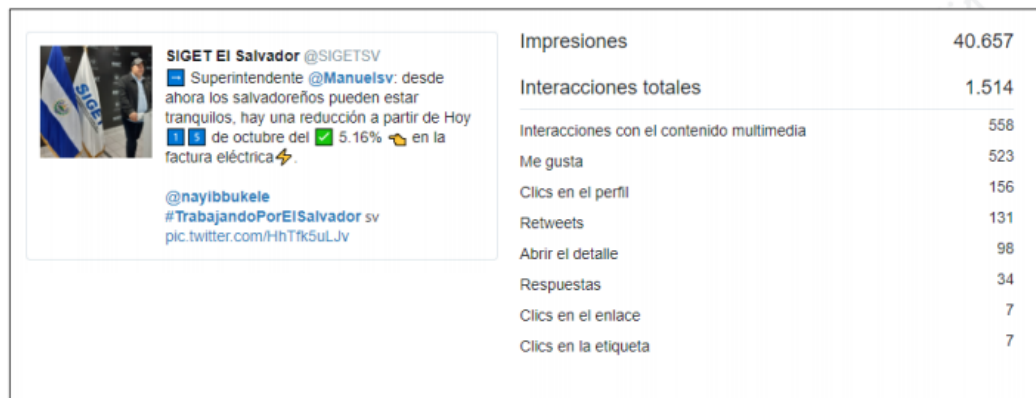 SIGET El Salvador @SIGETSV
➡ Superintendente @Manuelsv: desde
ahora los salvadoreños pueden estar
tranquilos, hay una reducción a partir de Hoy
1 5 de octubre del ✅ 5.16% 👈 en la
factura eléctrica⚡.
@nayibbukele
#TrabajandoPorElSalvador sv
pic.twitter.com/HhTfk5uLJv
Impresiones 40.657
Interacciones totales 1.514
Interacciones con el contenido multimedia 558
Me gusta 523
Clics en el perfil 156
Retweets 131
Abrir el detalle 98
Respuestas 34
Clics en el enlace 7
Clics en la etiqueta 7
SIGET